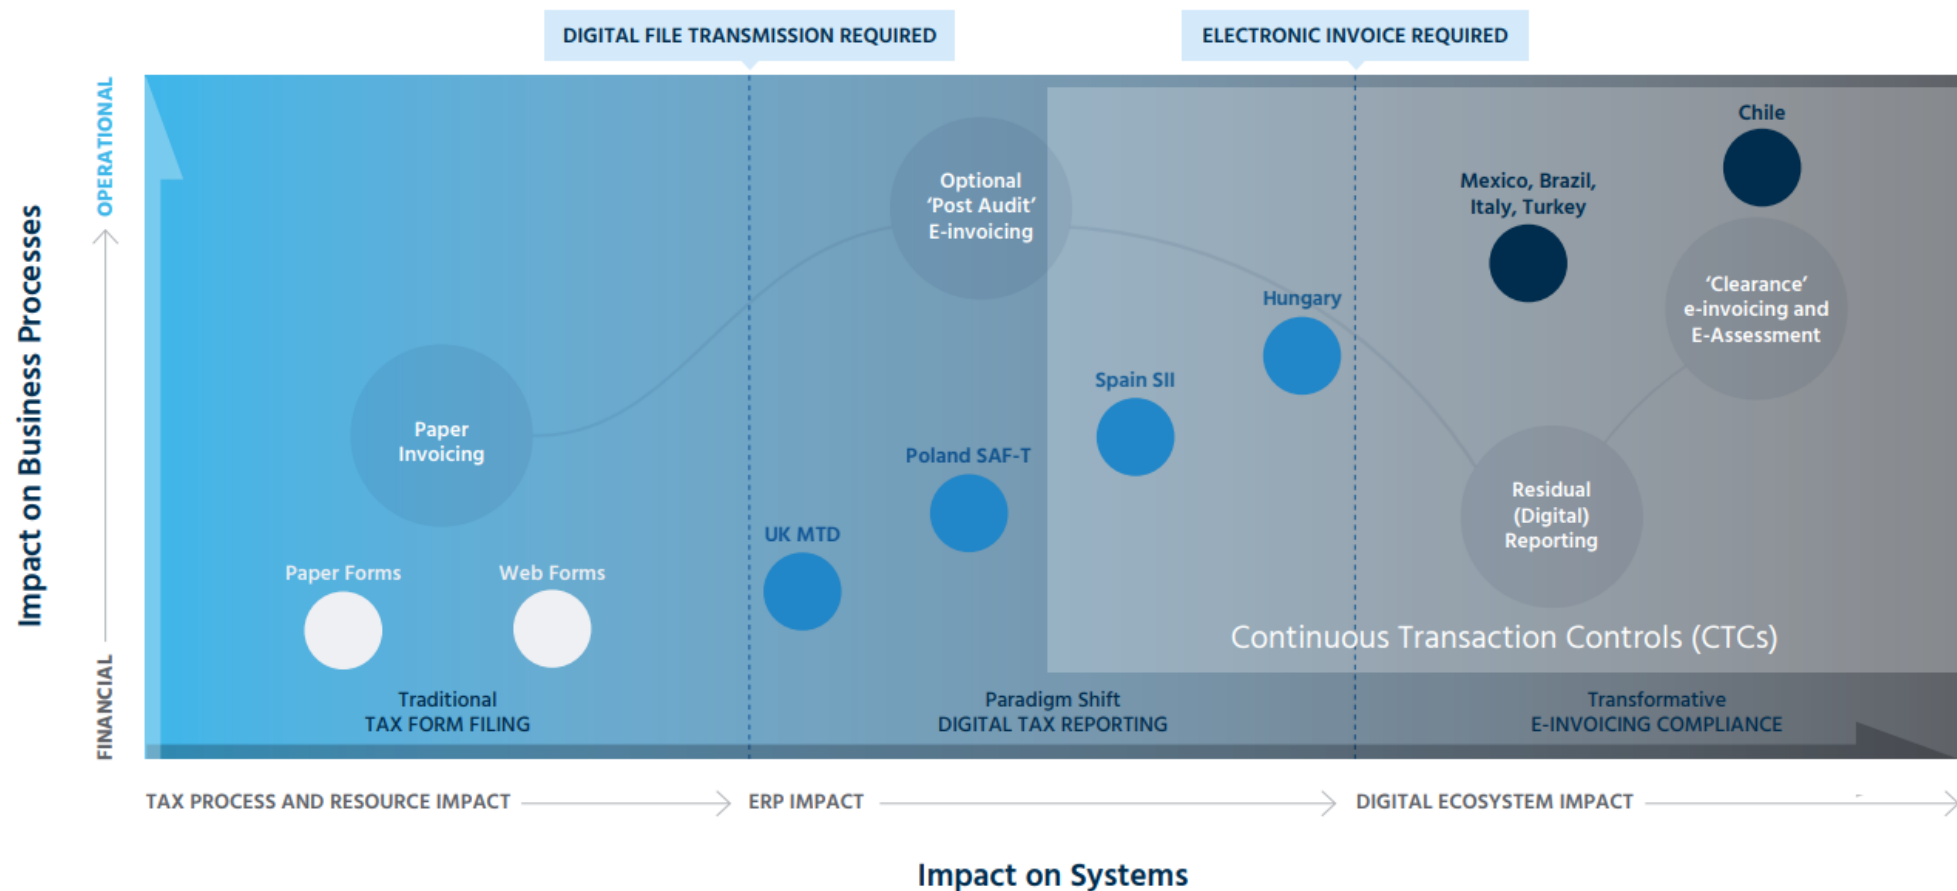 DIGITAL FILE TRANSMISSION REQUIRED
ELECTRONIC INVOICE REQUIRED
Impact on Business Processes
OPERATIONAL
FINANCIAL
Chile
Optional
‘Post Audit’
E-invoicing
Mexico, Brazil,
Italy, Turkey
Hungary
‘Clearance’
e-invoicing and
E-Assessment
Spain SII
Paper
Invoicing
Poland SAF-T
Residual
(Digital)
Reporting
UK MTD
Paper Forms
Web Forms
Continuous Transaction Controls (CTCs)
Traditional
TAX FORM FILING
Paradigm Shift
DIGITAL TAX REPORTING
Transformative
E-INVOICING COMPLIANCE
TAX PROCESS AND RESOURCE IMPACT
ERP IMPACT
DIGITAL ECOSYSTEM IMPACT
Impact on Systems